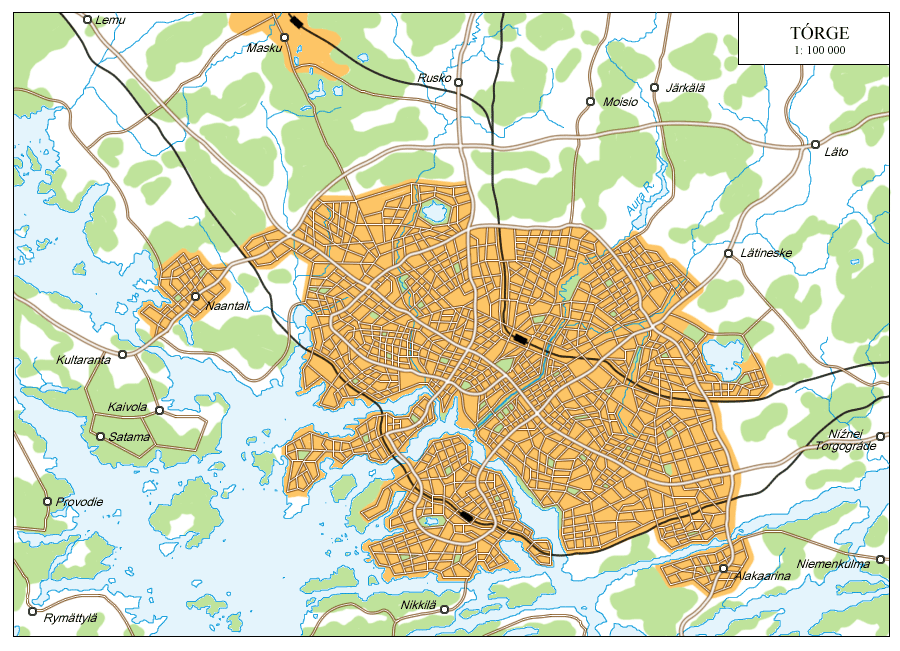 Lemu
TÓRGE
1: 100 000
Masku
Rusko
Järkälä
Moisio
Läto
Aura R.
Lätineske
Naantali
Kultaranta
Kaivola
Satama
Nižnei
Torgográde
Provodie
Niemenkulma
Alakaarina
Nikkilä
Rymättylä